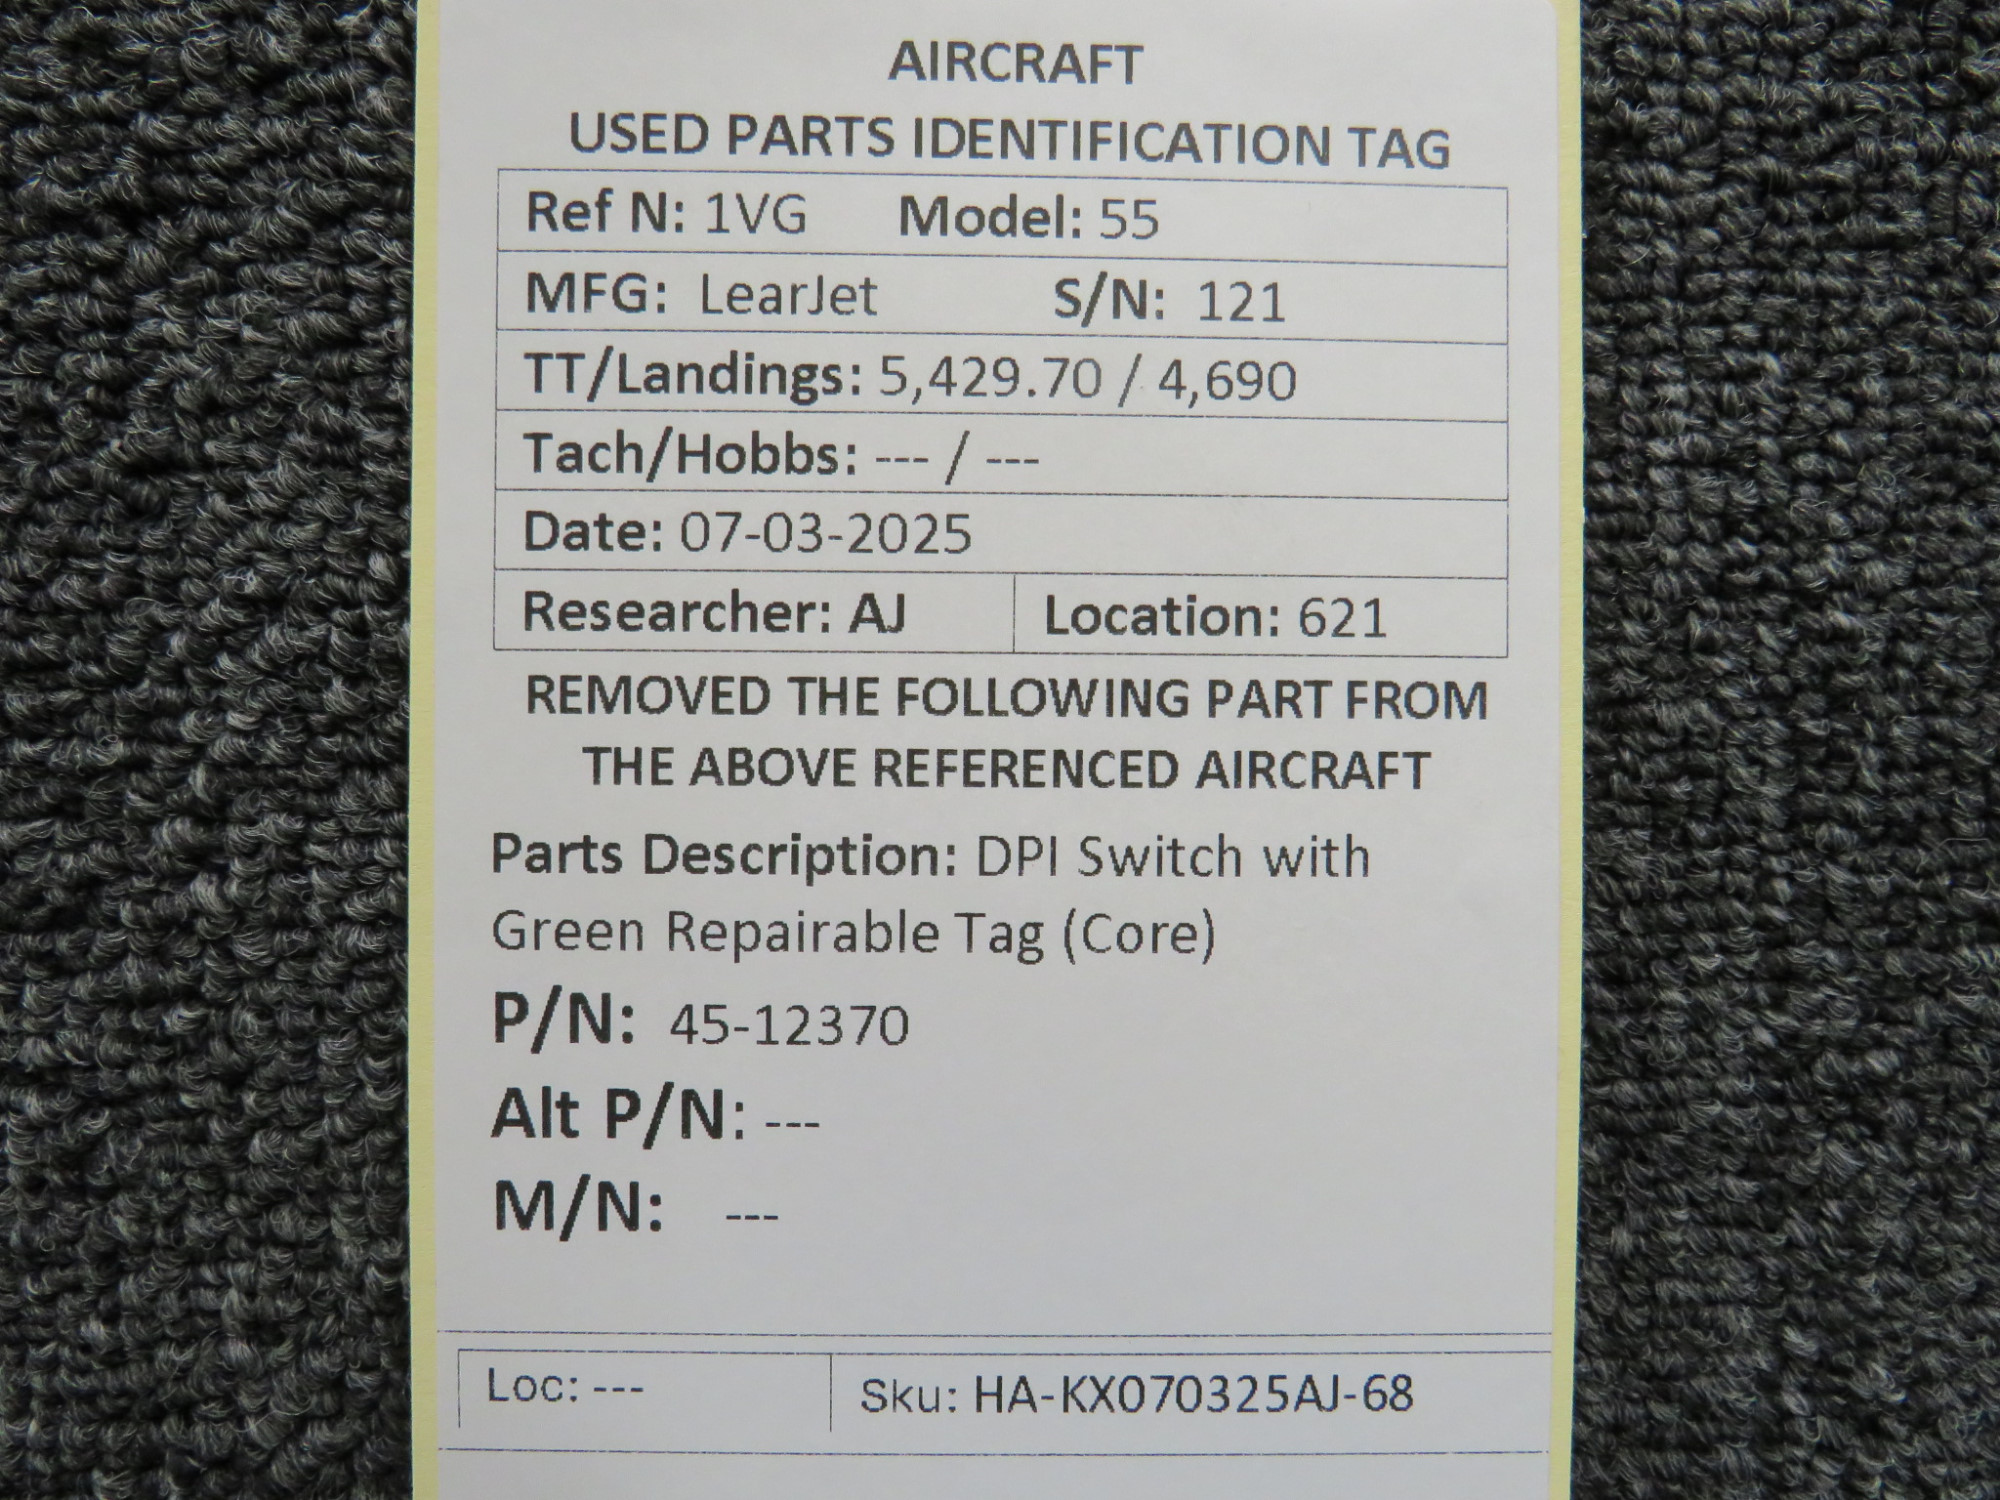 AIRCRAFT
USED PARTS IDENTIFICATION TAG
Ref N: 1VG Model: 55
MFG: LearJet S/N: 121
TT/Landings: 5,429.70 / 4,690
Tach/Hobbs: --- / ---
Date: 07-03-2025
Researcher: AJ Location: 621
REMOVED THE FOLLOWING PART FROM
THE ABOVE REFERENCED AIRCRAFT
Parts Description: DPI Switch with
Green Repairable Tag (Core)
P/N: 45-12370
Alt P/N: ---
M/N: ---
Loc: --- Sku: HA-KX070325AJ-68